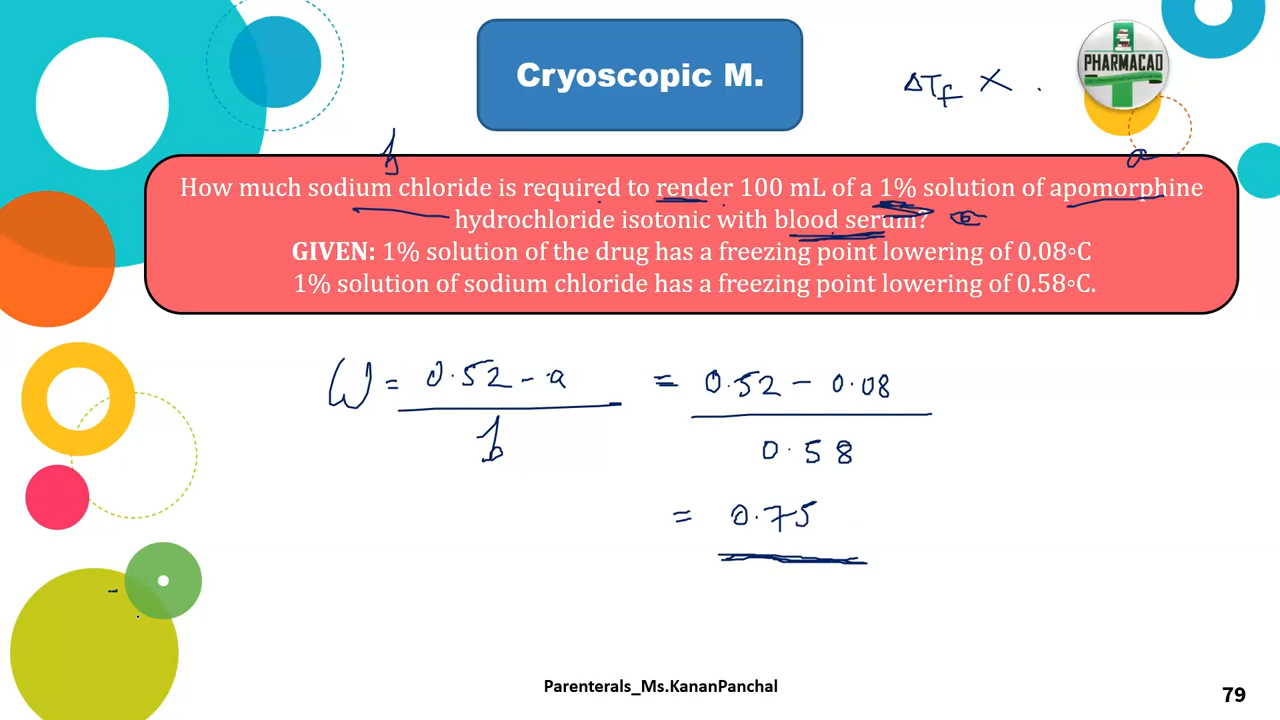 Cryoscopic M.
ΔTf X .
PHARMACAD
b
a
How much sodium chloride is required to render 100 mL of a 1% solution of apomorphine
hydrochloride isotonic with blood serum?
GIVEN: 1% solution of the drug has a freezing point lowering of 0.08◦C
1% solution of sodium chloride has a freezing point lowering of 0.58◦C.
W = 0.52 - a = 0.52 - 0.08
b 0.58
= 0.75
Parenterals_Ms.KananPanchal
79